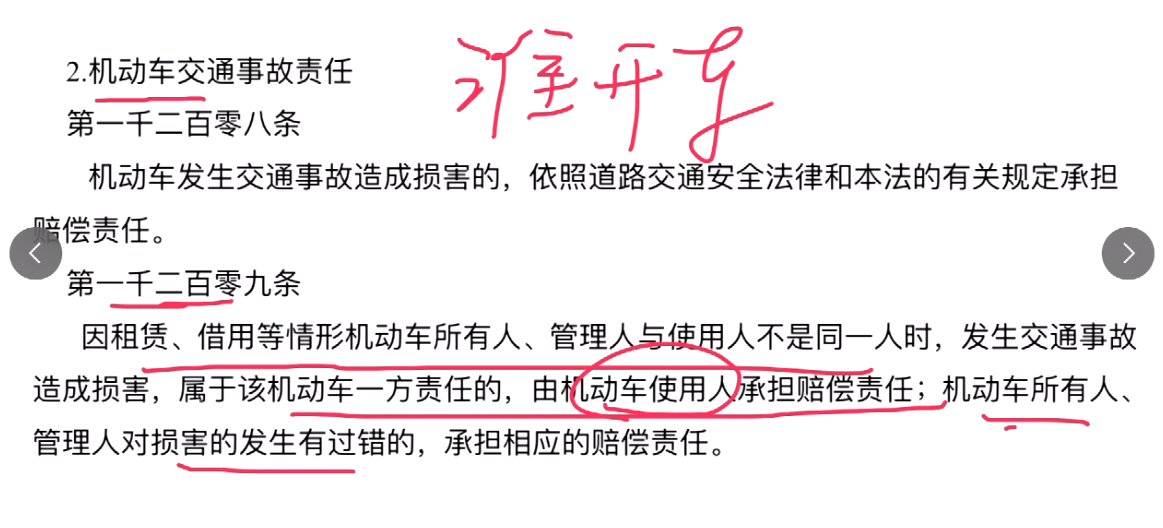 2.机动车交通事故责任
谁开车
第一千二百零八条
机动车发生交通事故造成损害的，依照道路交通安全法律和本法的有关规定承担
赔偿责任。
第一千二百零九条
因租赁、借用等情形机动车所有人、管理人与使用人不是同一人时，发生交通事故
造成损害，属于该机动车一方责任的，由机动车使用人承担赔偿责任；机动车所有人、
管理人对损害的发生有过错的，承担相应的赔偿责任。